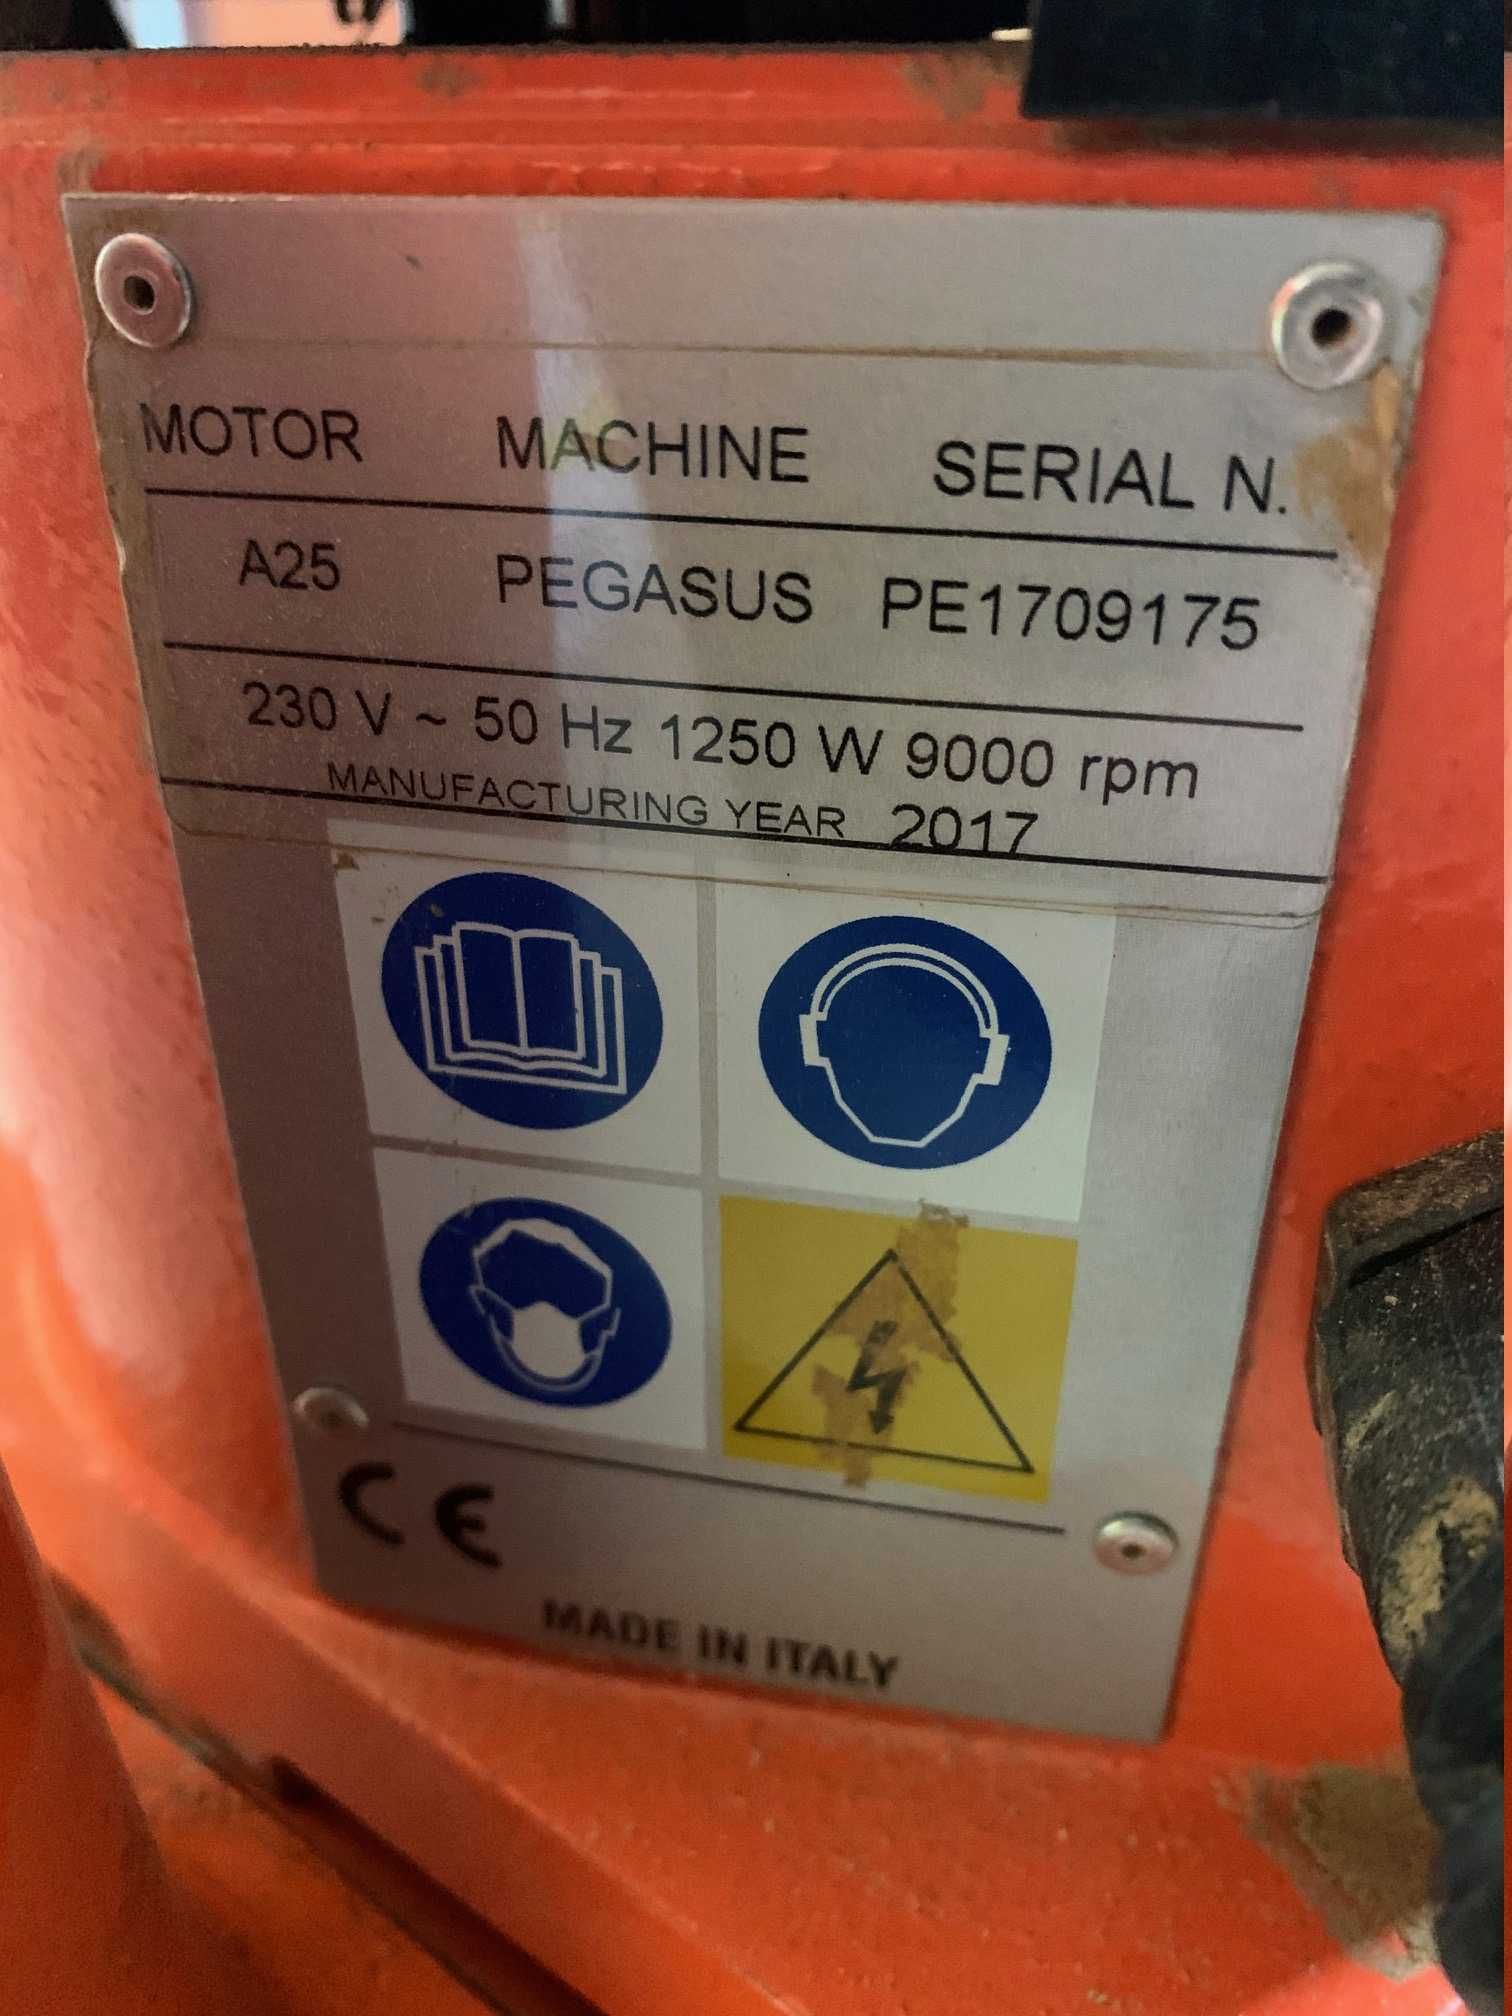 MOTOR MACHINE SERIAL N.
A25 PEGASUS PE1709175
230 V ~ 50 Hz 1250 W 9000 rpm
MANUFACTURING YEAR 2017
CE
MADE IN ITALY